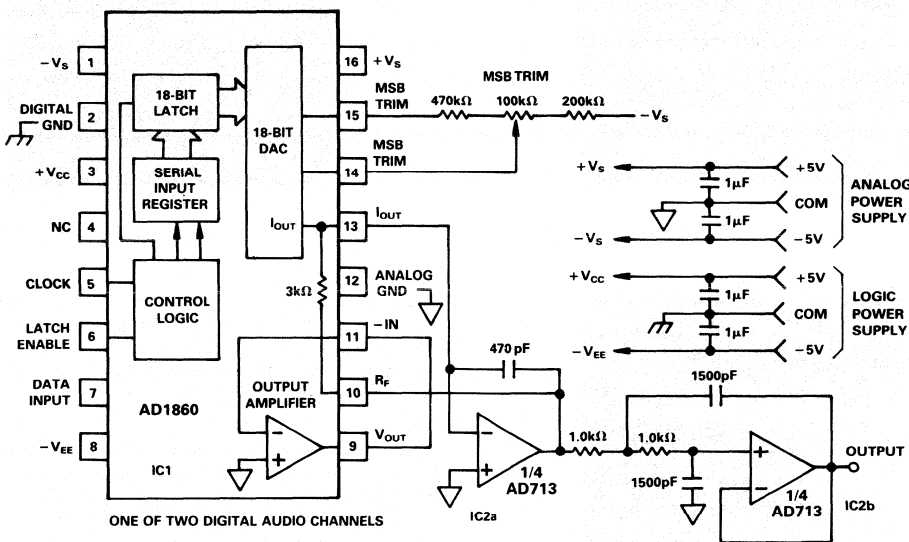 −VS 1
DIGITAL GND 2
+VCC 3
NC 4
CLOCK 5
LATCH ENABLE 6
DATA INPUT 7
−VEE 8
18-BIT LATCH
SERIAL INPUT REGISTER
CONTROL LOGIC
18-BIT DAC
IOUT
3kΩ
OUTPUT AMPLIFIER
−
+
AD1860
IC1
16 +VS
15 MSB TRIM
14 MSB TRIM
13 IOUT
12 ANALOG GND
11 −IN
10 RF
9 VOUT
MSB TRIM
470kΩ 100kΩ 200kΩ −VS
+VS +5V
1μF
COM
1μF
−VS −5V
ANALOG POWER SUPPLY
+VCC +5V
1μF
COM
1μF
−VEE −5V
LOGIC POWER SUPPLY
470pF
−
+
1/4 AD713
IC2a
1.0kΩ
1.0kΩ
1500pF
1500pF
+
−
1/4 AD713
IC2b
OUTPUT
ONE OF TWO DIGITAL AUDIO CHANNELS